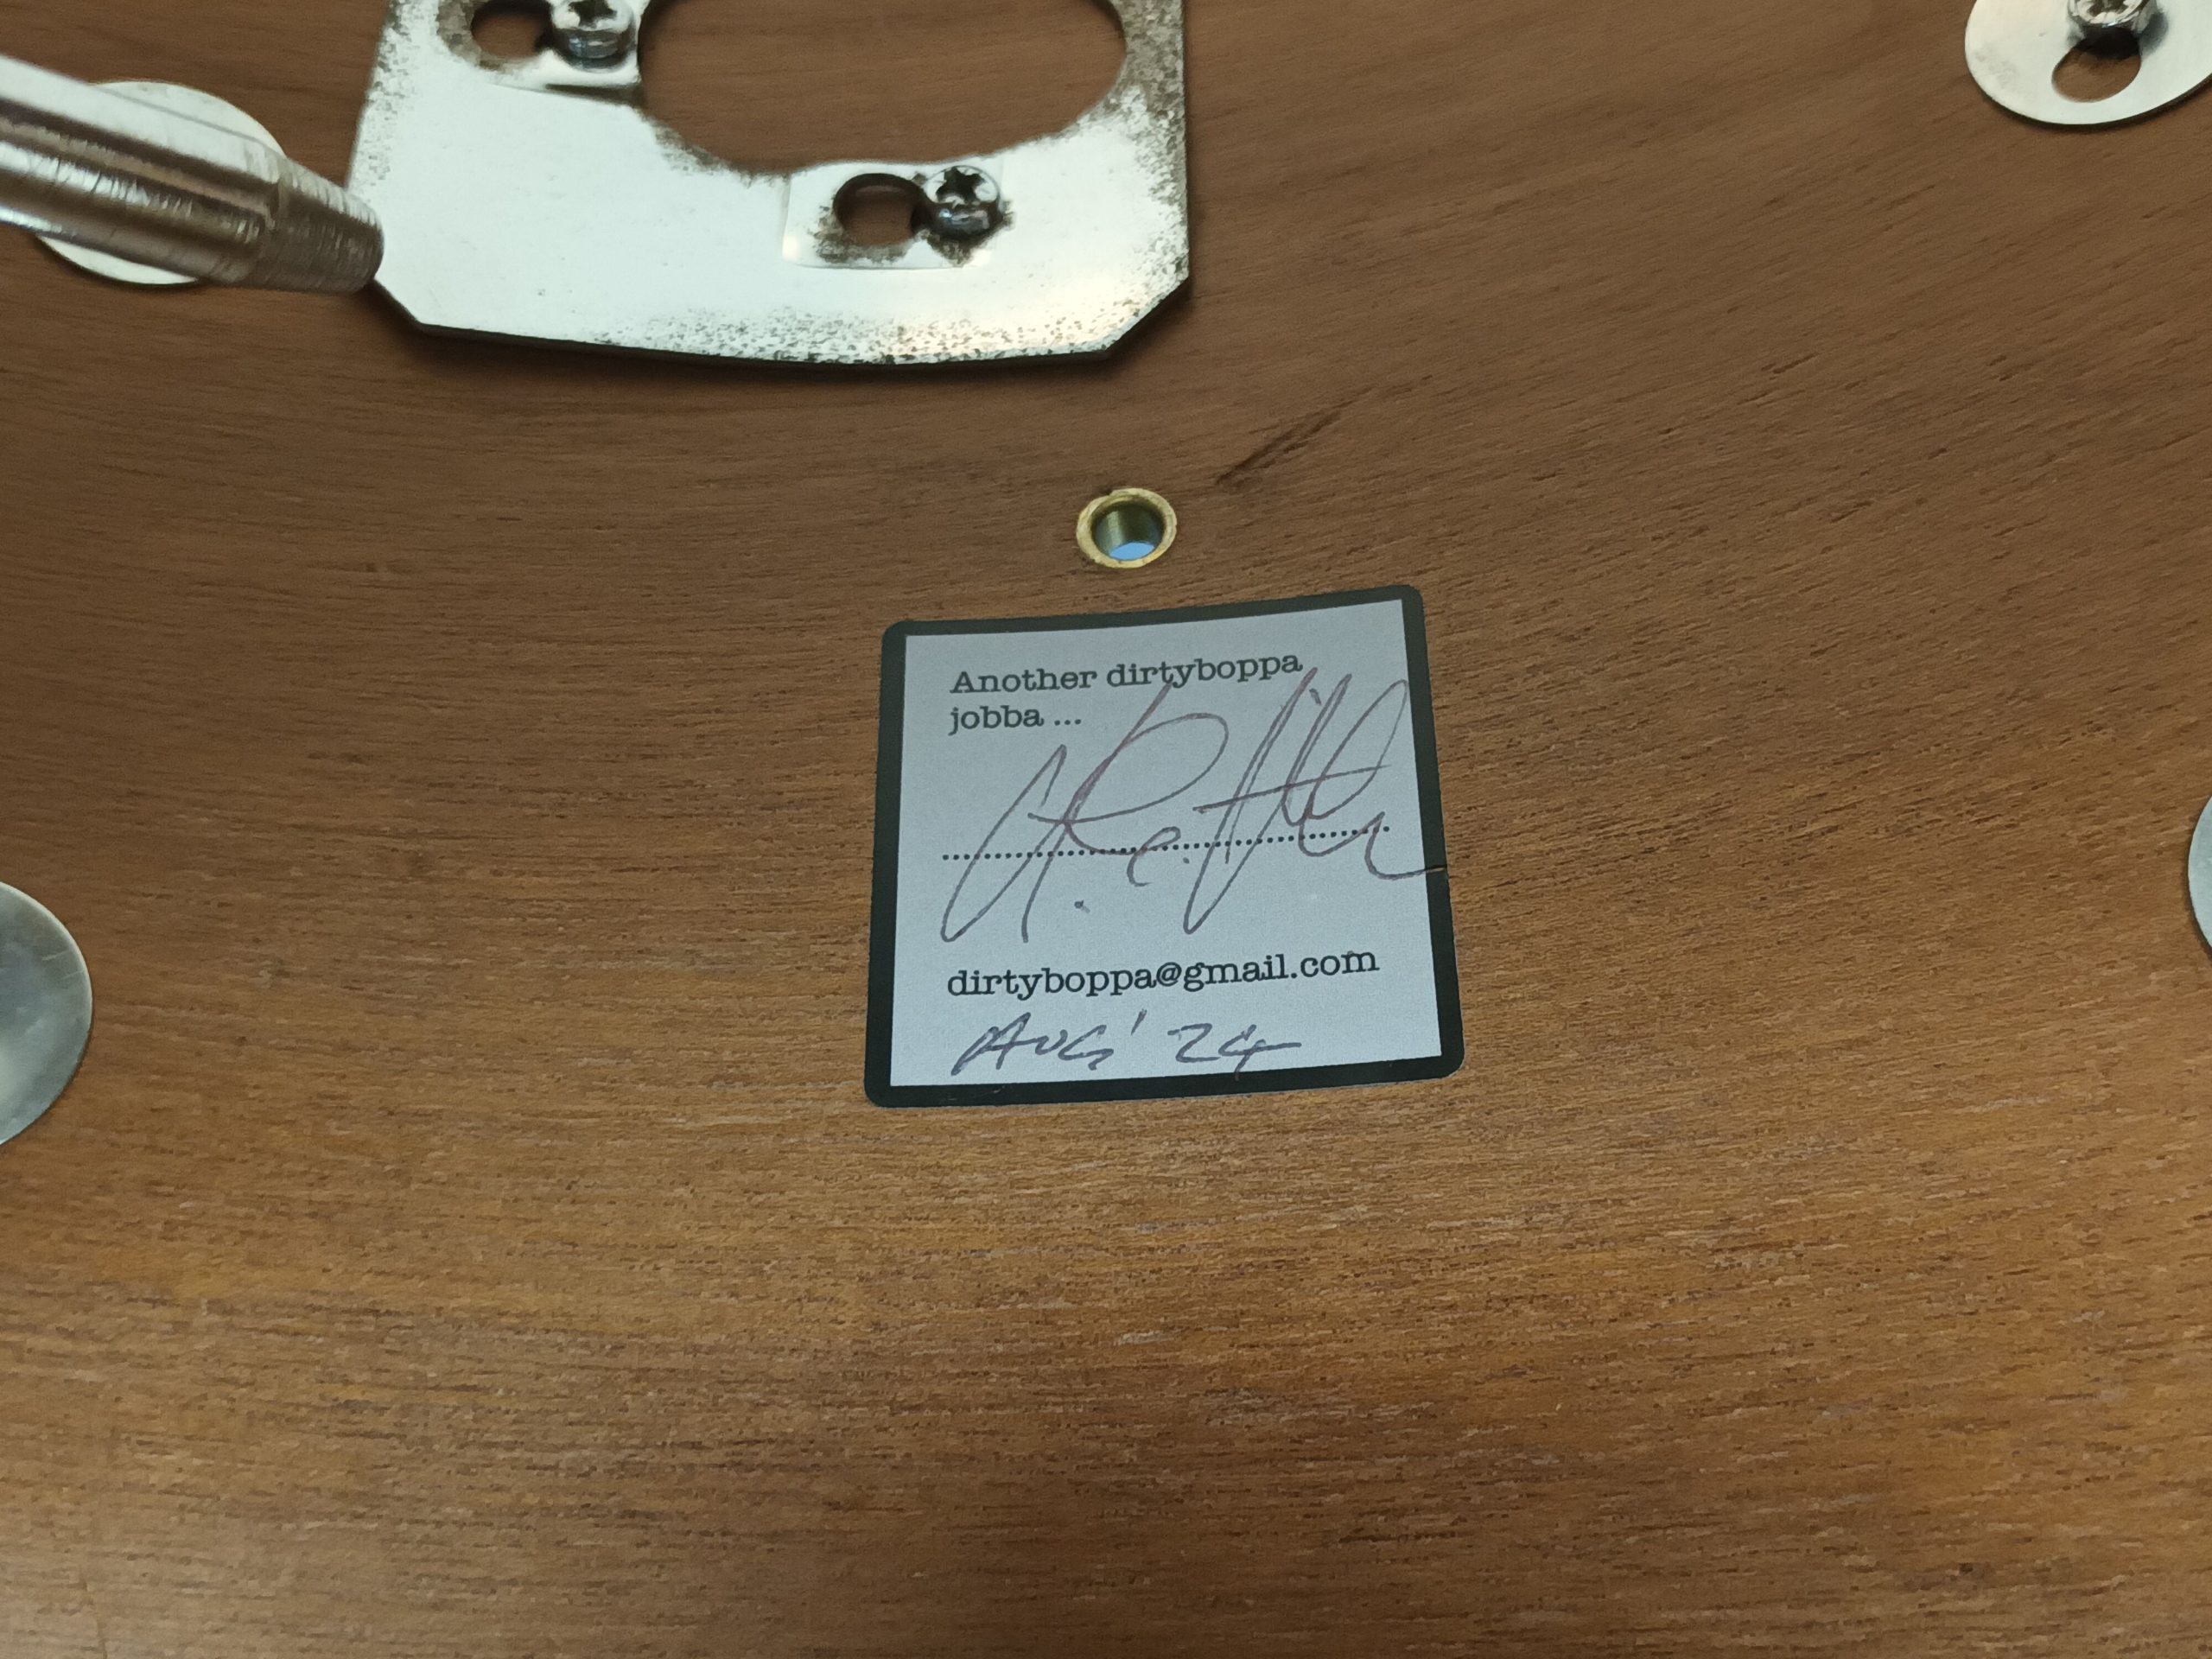 Another dirtyboppa
jobba ...
dirtyboppa@gmail.com
AUG '24